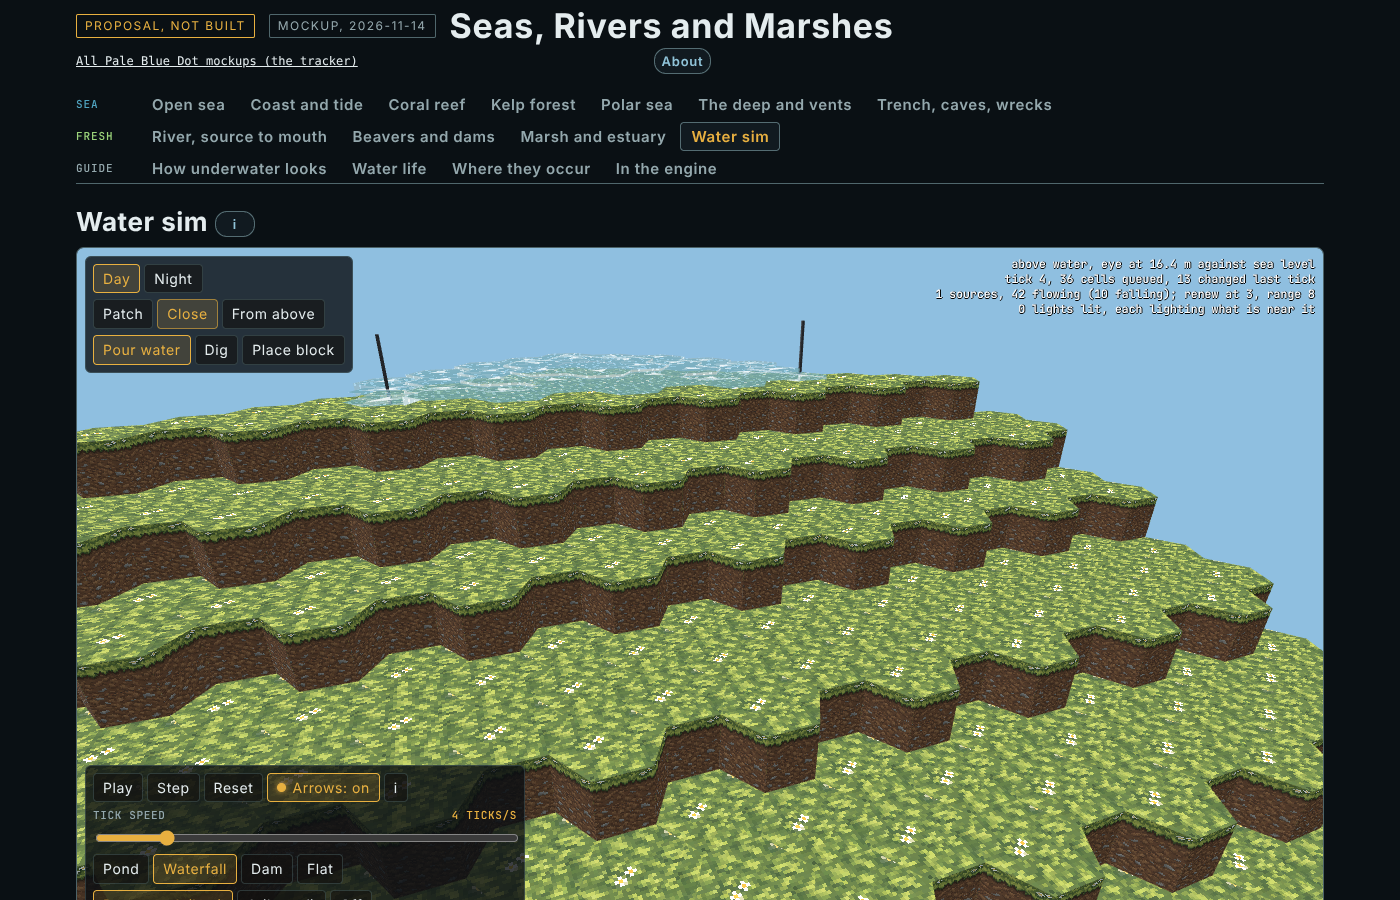 PROPOSAL, NOT BUILT
MOCKUP, 2026-11-14
Seas, Rivers and Marshes
All Pale Blue Dot mockups (the tracker)
About
SEA
Open sea
Coast and tide
Coral reef
Kelp forest
Polar sea
The deep and vents
Trench, caves, wrecks
FRESH
River, source to mouth
Beavers and dams
Marsh and estuary
Water sim
GUIDE
How underwater looks
Water life
Where they occur
In the engine
Water sim
i
Day
Night
Patch
Close
From above
Pour water
Dig
Place block
above water, eye at 16.4 m against sea level
tick 4, 36 cells queued, 13 changed last tick
1 sources, 42 flowing (10 falling); renew at 3, range 8
0 lights lit, each lighting what is near it
Play
Step
Reset
Arrows: on
i
TICK SPEED
4 TICKS/S
Pond
Waterfall
Dam
Flat